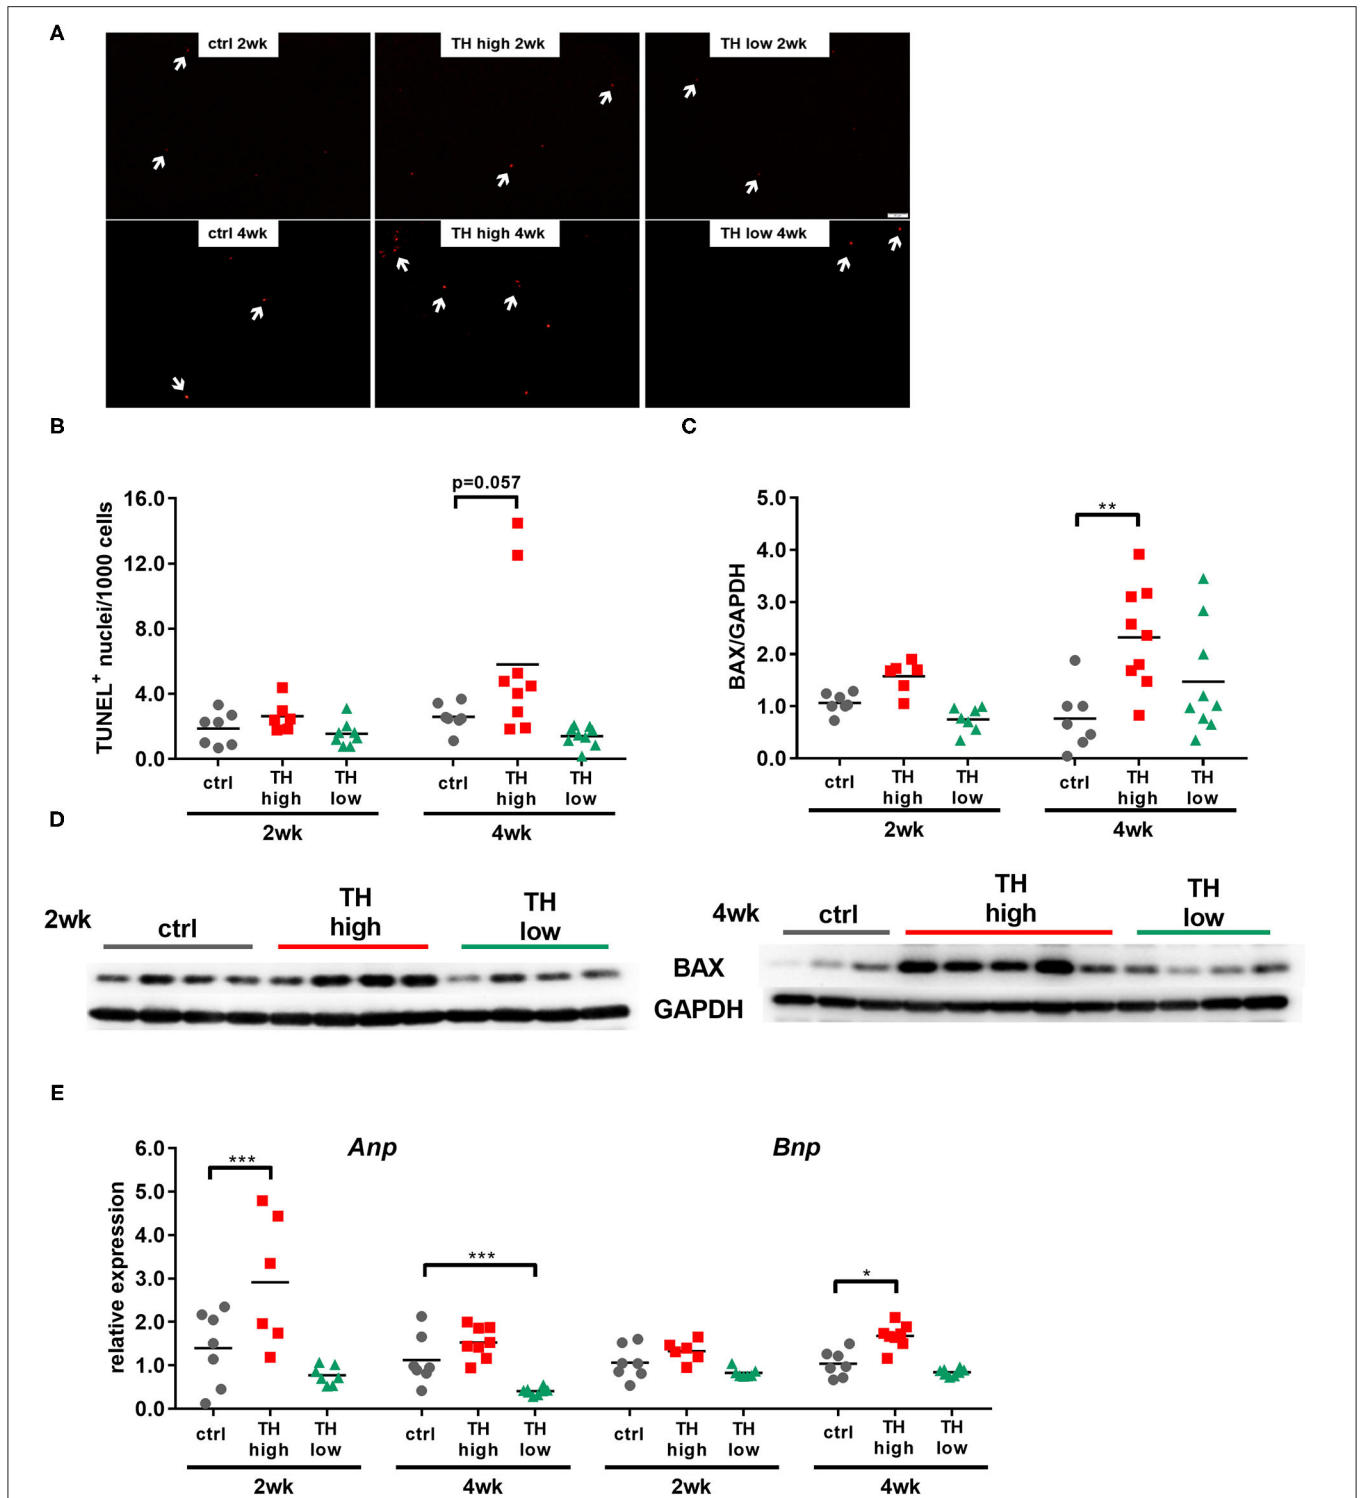 A
ctrl 2wk
TH high 2wk
TH low 2wk
ctrl 4wk
TH high 4wk
TH low 4wk
B
TUNEL+ nuclei/1000 cells
16.0
12.0
8.0
4.0
0.0
p=0.057
ctrl
TH
high
TH
low
ctrl
TH
high
TH
low
2wk
4wk
C
BAX/GAPDH
5.0
4.0
3.0
2.0
1.0
0.0
**
ctrl
TH
high
TH
low
ctrl
TH
high
TH
low
2wk
4wk
D
2wk
ctrl
TH
high
TH
low
4wk
ctrl
TH
high
TH
low
BAX
GAPDH
E
relative expression
6.0
5.0
4.0
3.0
2.0
1.0
0.0
Anp
Bnp
***
***
*
ctrl
TH
high
TH
low
ctrl
TH
high
TH
low
ctrl
TH
high
TH
low
ctrl
TH
high
TH
low
2wk
4wk
2wk
4wk